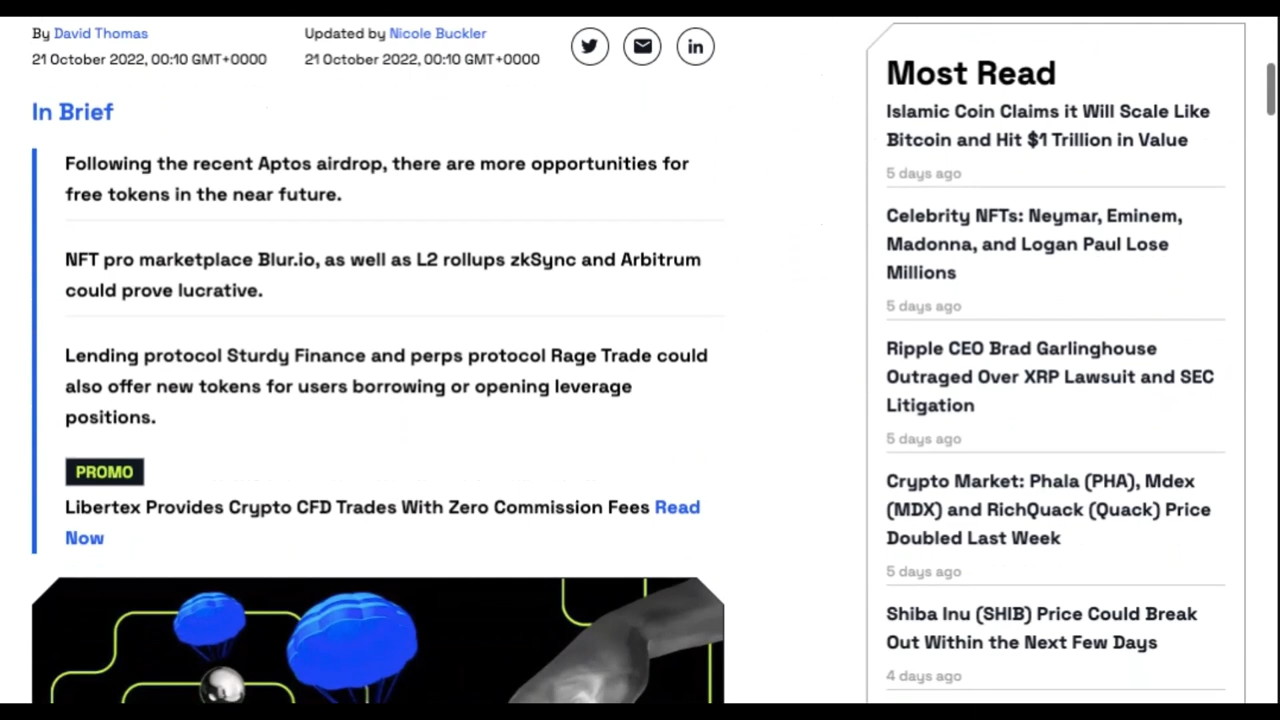 By David Thomas
21 October 2022, 00:10 GMT+0000
Updated by Nicole Buckler
21 October 2022, 00:10 GMT+0000
in
In Brief
Following the recent Aptos airdrop, there are more opportunities for
free tokens in the near future.
NFT pro marketplace Blur.io, as well as L2 rollups zkSync and Arbitrum
could prove lucrative.
Lending protocol Sturdy Finance and perps protocol Rage Trade could
also offer new tokens for users borrowing or opening leverage
positions.
PROMO
Libertex Provides Crypto CFD Trades With Zero Commission Fees Read
Now
Most Read
Islamic Coin Claims it Will Scale Like
Bitcoin and Hit $1 Trillion in Value
5 days ago
Celebrity NFTs: Neymar, Eminem,
Madonna, and Logan Paul Lose
Millions
5 days ago
Ripple CEO Brad Garlinghouse
Outraged Over XRP Lawsuit and SEC
Litigation
5 days ago
Crypto Market: Phala (PHA), Mdex
(MDX) and RichQuack (Quack) Price
Doubled Last Week
5 days ago
Shiba Inu (SHIB) Price Could Break
Out Within the Next Few Days
4 days ago